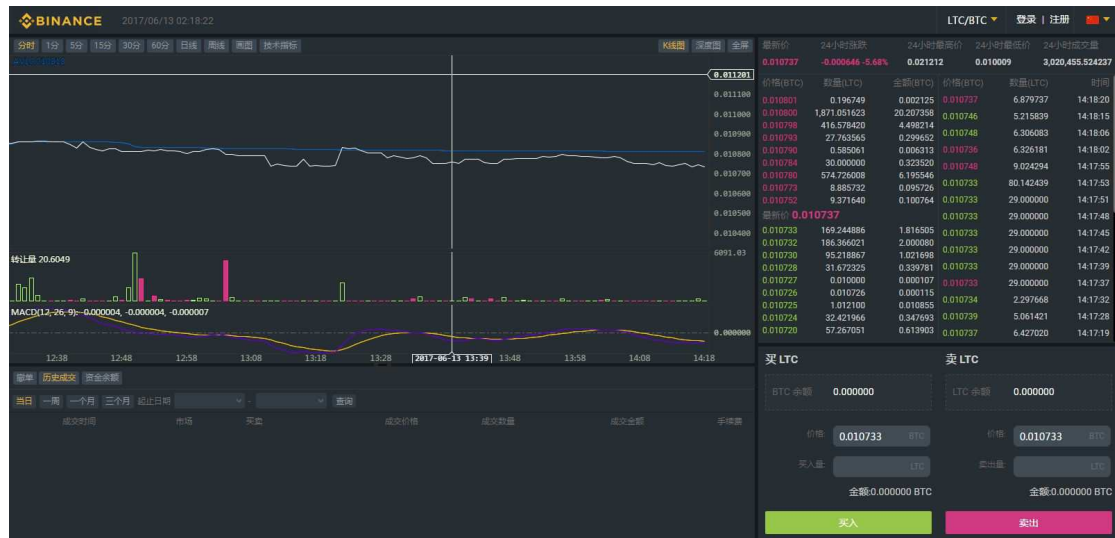 BINANCE 2017/06/13 02:18:22 LTC/BTC 登录 | 注册
分时 1分 5分 15分 30分 60分 日线 周线 画图 技术指标 K线图 深度图 全屏
0.011201
0.011100
0.011000
0.010900
0.010800
0.010700
0.010600
0.010500
0.010400
6091.03
转让量 20.6049
MACD(12, 26, 9): -0.000004, -0.000004, -0.000007
0.000000
12:38 12:48 12:58 13:08 13:18 13:28 2017-06-13 13:39 13:48 13:58 14:08 14:18
撤单 历史成交 资金余额
当日 一周 一个月 三个月 起止日期 - 查询
成交时间 市场 买卖 成交价格 成交数量 成交金额 手续费
最新价 24小时涨跌 24小时最高价 24小时最低价 24小时成交量
0.010737 -0.000646 -5.68% 0.021212 0.010009 3,020,455.524237
价格(BTC) 数量(LTC) 金额(BTC)
0.010801 0.196749 0.002125
0.010800 1,871.051623 20.207358
0.010798 416.578420 4.498214
0.010793 27.763565 0.299652
0.010790 0.585061 0.006313
0.010784 30.000000 0.323520
0.010780 574.726008 6.195546
0.010773 8.885732 0.095726
0.010752 9.371640 0.100764
最新价 0.010737
0.010733 169.244886 1.816505
0.010732 186.366021 2.000080
0.010730 95.218867 1.021698
0.010728 31.672325 0.339781
0.010727 0.010000 0.000107
0.010726 0.010726 0.000115
0.010725 1.012100 0.010855
0.010724 32.421966 0.347693
0.010720 57.267051 0.613903
价格(BTC) 数量(LTC) 时间
0.010737 6.879737 14:18:20
0.010746 5.215839 14:18:15
0.010748 6.306083 14:18:06
0.010736 6.326181 14:18:02
0.010748 9.024294 14:17:55
0.010733 80.142439 14:17:53
0.010733 29.000000 14:17:51
0.010733 29.000000 14:17:48
0.010733 29.000000 14:17:45
0.010733 29.000000 14:17:42
0.010733 29.000000 14:17:39
0.010733 29.000000 14:17:37
0.010734 2.297668 14:17:32
0.010739 5.061421 14:17:28
0.010737 6.427020 14:17:19
买 LTC
BTC 余额 0.000000
价格: 0.010733 BTC
买入量: LTC
金额:0.000000 BTC
买入
卖 LTC
LTC 余额 0.000000
价格: 0.010733 BTC
卖出量: LTC
金额:0.000000 BTC
卖出